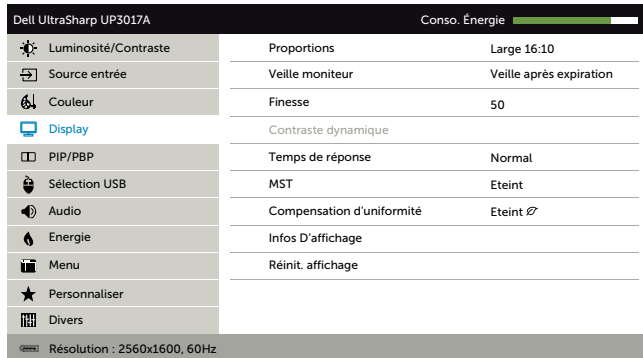 Dell UltraSharp UP3017A Conso. Énergie
Luminosité/Contraste Proportions Large 16:10
Source entrée Veille moniteur Veille après expiration
Couleur Finesse 50
Display Contraste dynamique
PIP/PBP Temps de réponse Normal
Sélection USB MST Eteint
Audio Compensation d'uniformité Eteint
Energie Infos D'affichage
Menu Réinit. affichage
Personnaliser
Divers
Résolution : 2560x1600, 60Hz